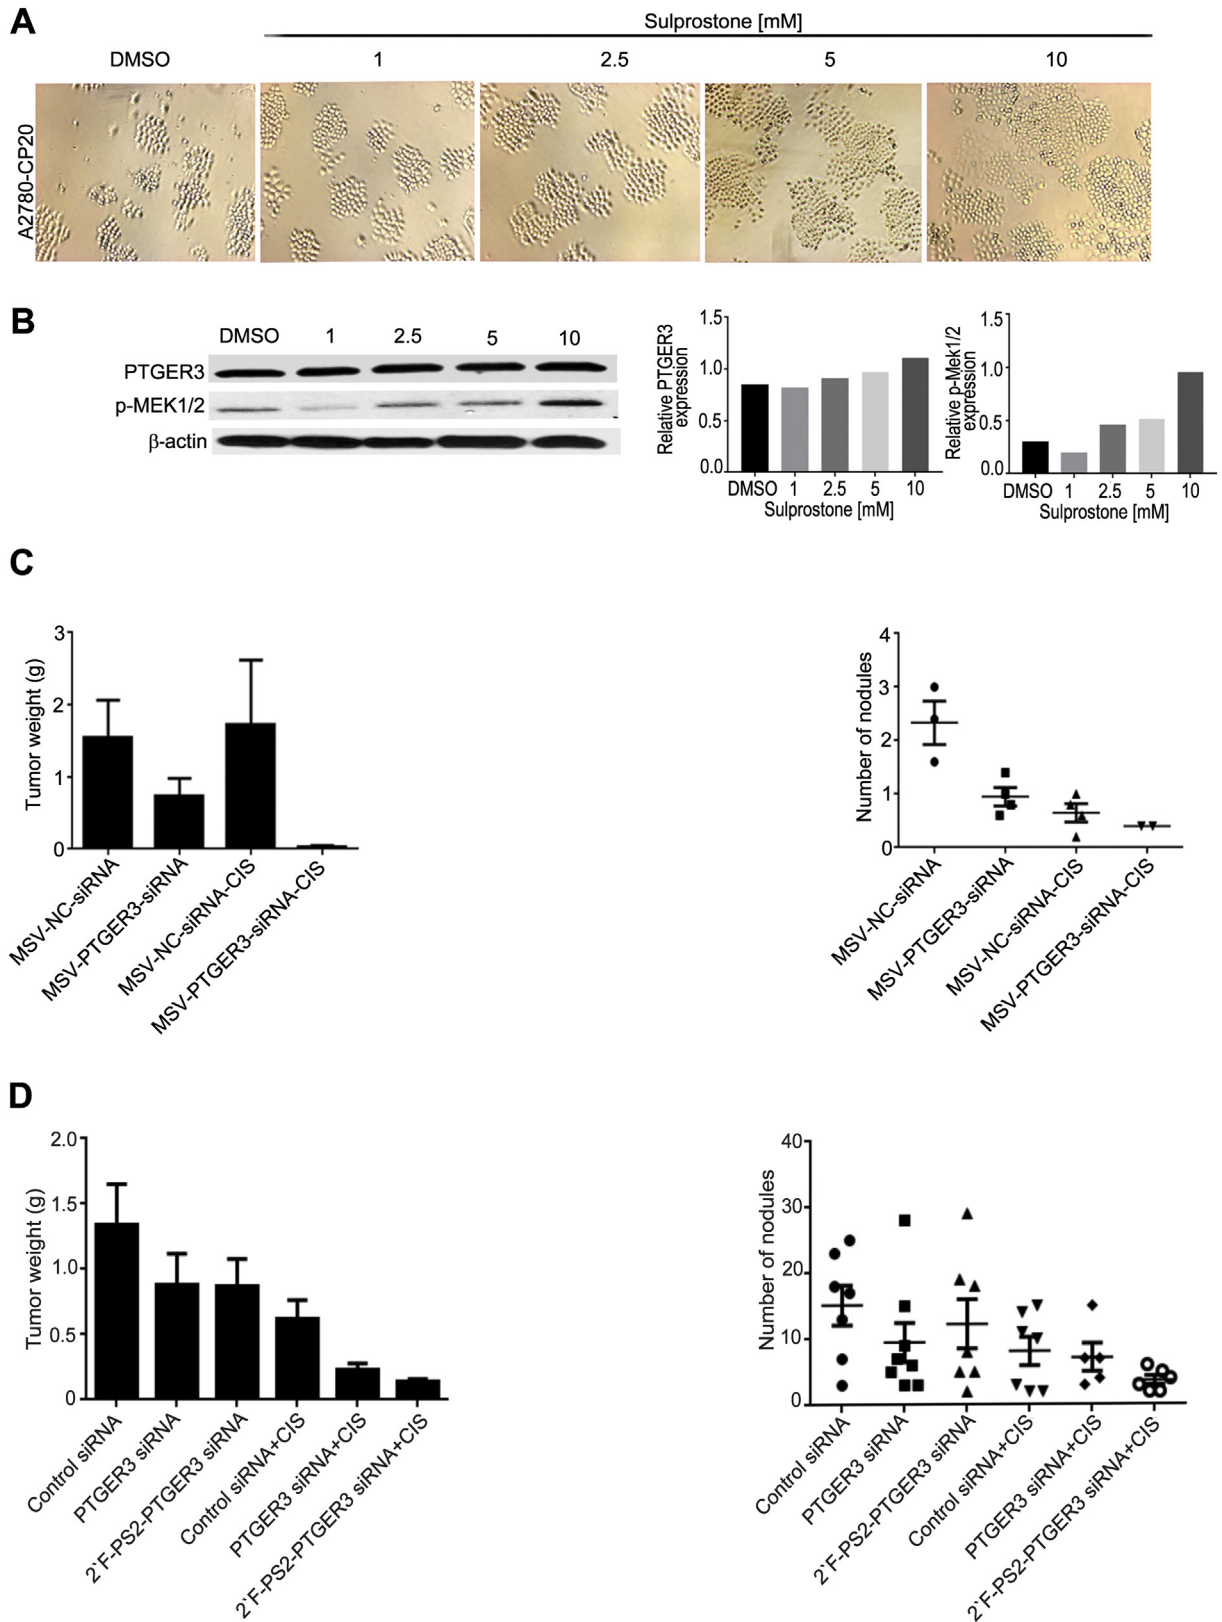 A
Sulprostone [mM]
DMSO 1 2.5 5 10
A2780-CP20
B
DMSO 1 2.5 5 10
PTGER3
p-MEK1/2
β-actin
Relative PTGER3
expression
1.5
1.0
0.5
0.0
DMSO 1 2.5 5 10
Sulprostone [mM]
Relative p-Mek1/2
expression
1.5
1.0
0.5
0.0
DMSO 1 2.5 5 10
Sulprostone [mM]
C
Tumor weight (g)
3
2
1
0
MSV-NC-siRNA
MSV-PTGER3-siRNA
MSV-NC-siRNA-CIS
MSV-PTGER3-siRNA-CIS
Number of nodules
4
3
2
1
0
MSV-NC-siRNA
MSV-PTGER3-siRNA
MSV-NC-siRNA-CIS
MSV-PTGER3-siRNA-CIS
D
Tumor weight (g)
2.0
1.5
1.0
0.5
0
Control siRNA
PTGER3 siRNA
2`F-PS2-PTGER3 siRNA
Control siRNA+CIS
PTGER3 siRNA+CIS
2`F-PS2-PTGER3 siRNA+CIS
Number of nodules
40
30
20
10
0
Control siRNA
PTGER3 siRNA
2`F-PS2-PTGER3 siRNA
Control siRNA+CIS
PTGER3 siRNA+CIS
2`F-PS2-PTGER3 siRNA+CIS